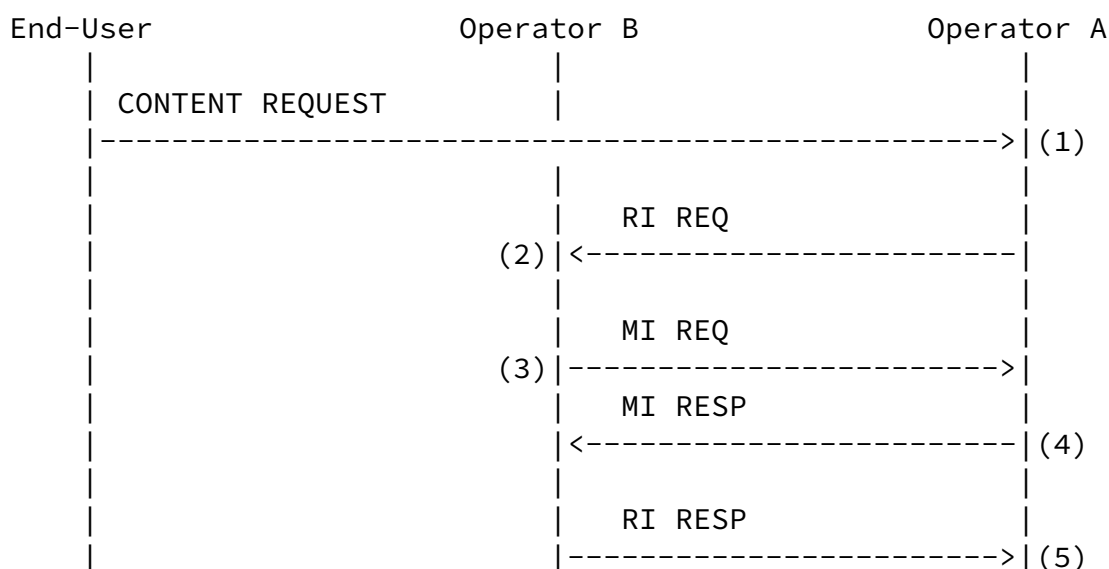 End-User Operator B Operator A
CONTENT REQUEST
(1)
RI REQ
(2)
MI REQ
(3)
MI RESP
(4)
RI RESP
(5)